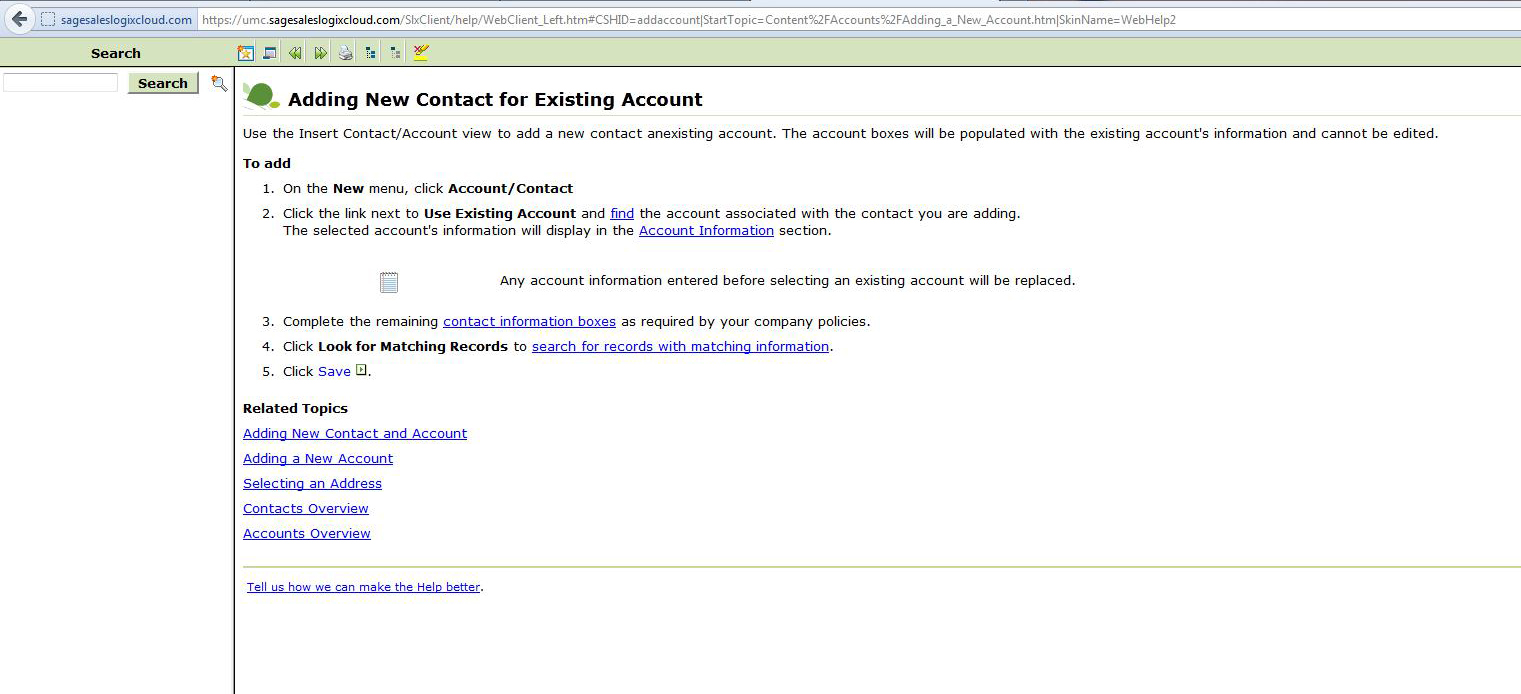 sagesaleslogixcloud.com https://umc.sagesaleslogixcloud.com/SlxClient/help/WebClient_Left.htm#CSHID=addaccount|StartTopic=Content%2FAccounts%2FAdding_a_New_Account.htm|SkinName=WebHelp2
Search
Search
Adding New Contact for Existing Account
Use the Insert Contact/Account view to add a new contact anexisting account. The account boxes will be populated with the existing account's information and cannot be edited.
To add
1. On the New menu, click Account/Contact
2. Click the link next to Use Existing Account and find the account associated with the contact you are adding.
The selected account's information will display in the Account Information section.
Any account information entered before selecting an existing account will be replaced.
3. Complete the remaining contact information boxes as required by your company policies.
4. Click Look for Matching Records to search for records with matching information.
5. Click Save .
Related Topics
Adding New Contact and Account
Adding a New Account
Selecting an Address
Contacts Overview
Accounts Overview
Tell us how we can make the Help better.